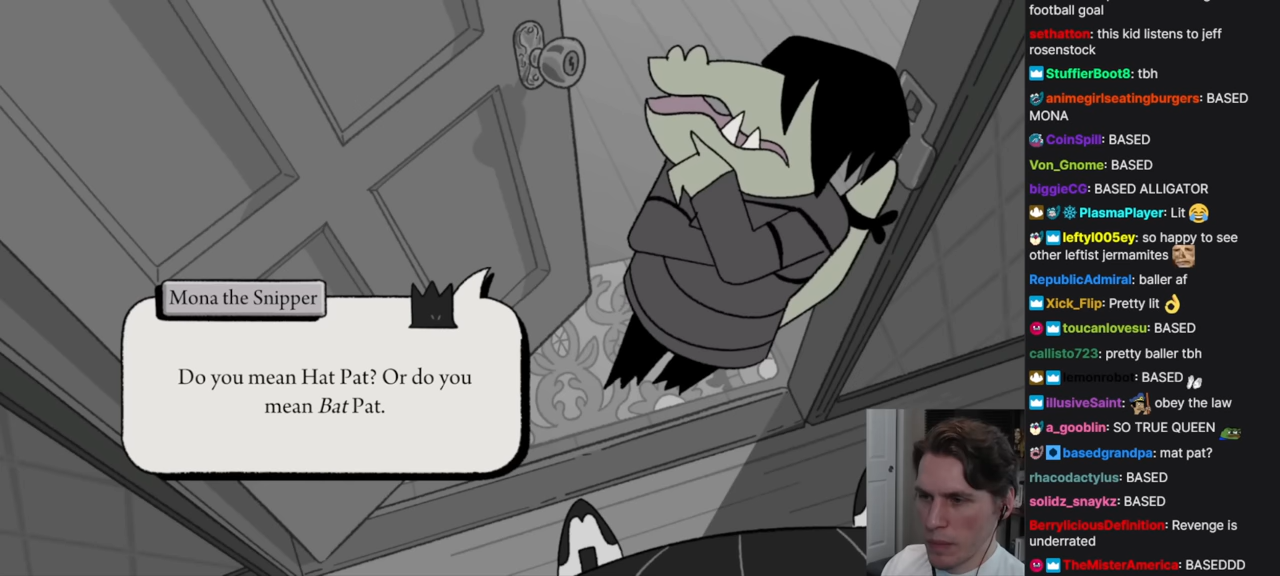 Mona the Snipper
Do you mean Hat Pat? Or do you
mean Bat Pat.
football goal
sethatton: this kid listens to jeff
rosenstock
StuffierBoot8: tbh
animegirlseatingburgers: BASED
MONA
CoinSpill: BASED
Von_Gnome: BASED
biggieCG: BASED ALLIGATOR
PlasmaPlayer: Lit 😂
leftyl005ey: so happy to see
other leftist jermamites
RepublicAdmiral: baller af
Xick_Flip: Pretty lit 👌
toucanlovesu: BASED
callisto723: pretty baller tbh
lemonrobot: BASED
illusiveSaint: obey the law
a_gooblin: SO TRUE QUEEN
basedgrandpa: mat pat?
rhacodactylus: BASED
solidz_snaykz: BASED
BerryliciousDefinition: Revenge is
underrated
TheMisterAmerica: BASEDDD